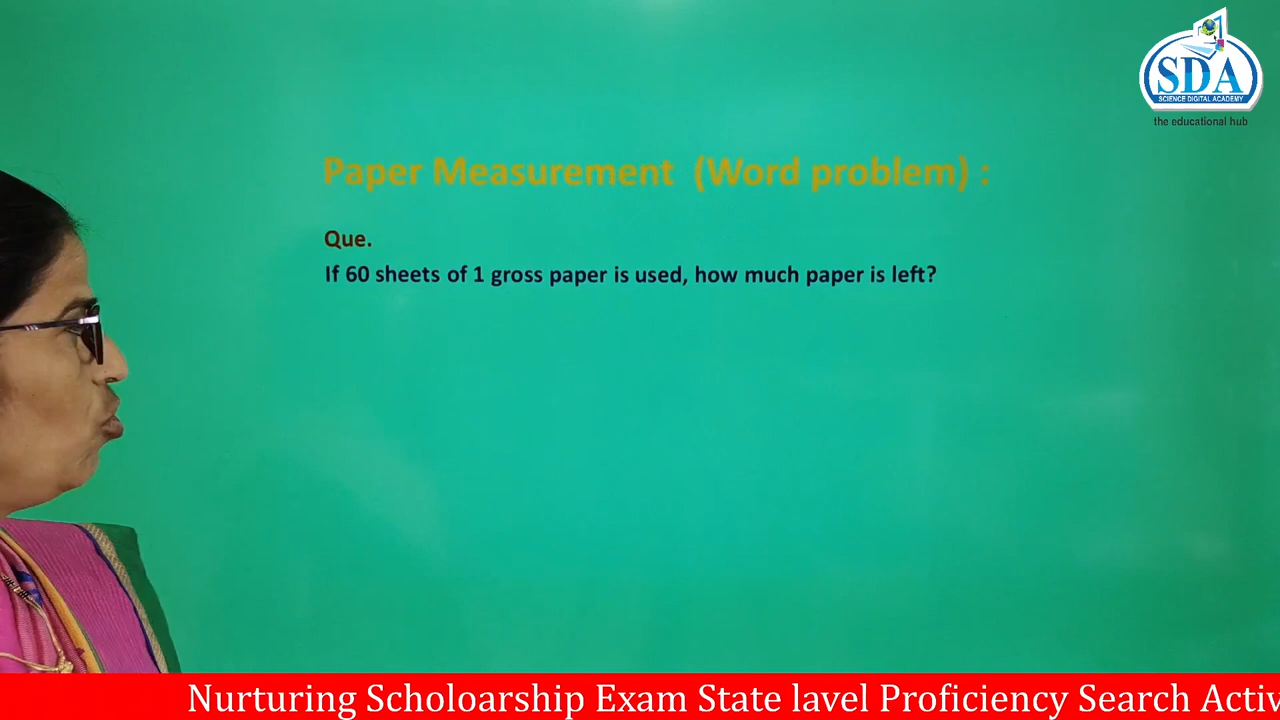 SDA
SCIENCE DIGITAL ACADEMY
the educational hub
Paper Measurement (Word problem) :
Que.
If 60 sheets of 1 gross paper is used, how much paper is left?
Nurturing Scholoarship Exam State lavel Proficiency Search Activ